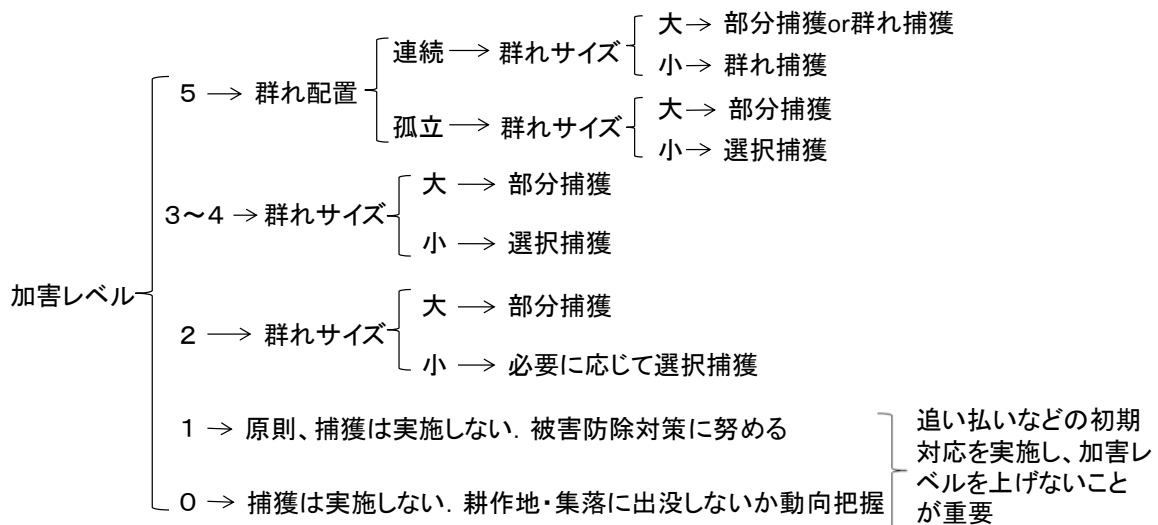 加害レベル
5 → 群れ配置
連続 → 群れサイズ
大→ 部分捕獲or群れ捕獲
小→ 群れ捕獲
孤立 → 群れサイズ
大→ 部分捕獲
小→ 選択捕獲
3～4 → 群れサイズ
大 → 部分捕獲
小 → 選択捕獲
2 → 群れサイズ
大 → 部分捕獲
小 → 必要に応じて選択捕獲
1 → 原則、捕獲は実施しない．被害防除対策に努める
0 → 捕獲は実施しない．耕作地・集落に出没しないか動向把握
追い払いなどの初期
対応を実施し、加害レ
ベルを上げないこと
が重要